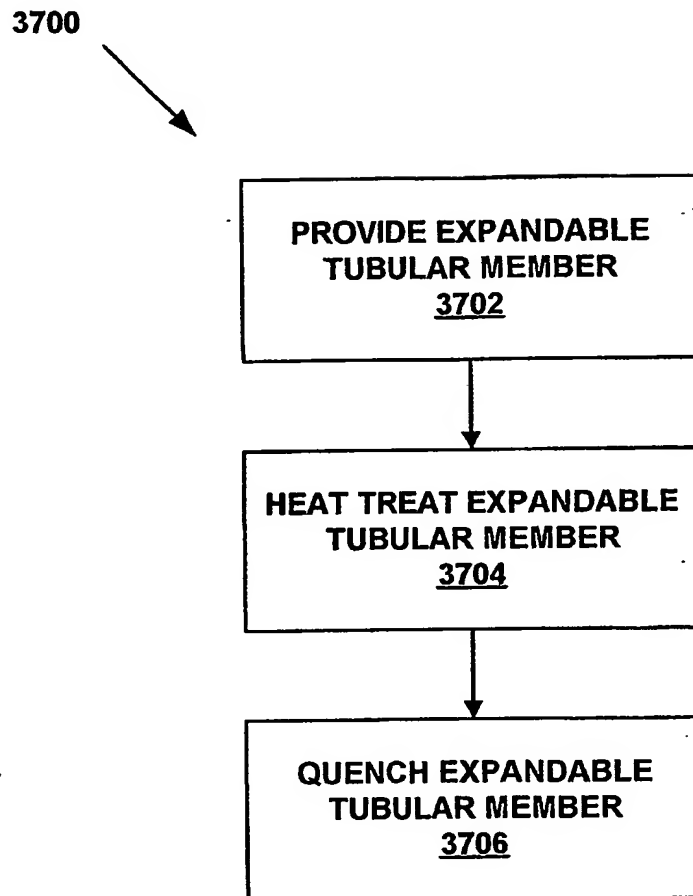 3700
PROVIDE EXPANDABLE
TUBULAR MEMBER
3702
HEAT TREAT EXPANDABLE
TUBULAR MEMBER
3704
QUENCH EXPANDABLE
TUBULAR MEMBER
3706